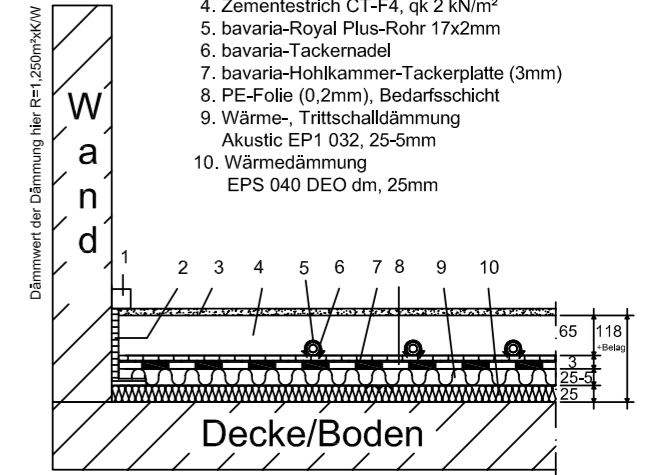 4. Zementestrich CT-F4, qk 2 kN/m²
5. bavaria-Royal Plus-Rohr 17x2mm
6. bavaria-Tackernadel
7. bavaria-Hohlkammer-Tackerplatte (3mm)
8. PE-Folie (0,2mm), Bedarfsschicht
9. Wärme-, Trittschalldämmung
Akustic EP1 032, 25-5mm
10. Wärmedämmung
EPS 040 DEO dm, 25mm
Dämmwert der Dämmung hier R=1,250m²xK/W
Wand
1
2 3 4 5 6 7 8 9 10
65 118
+Belag
3
25-5
25
Decke/Boden